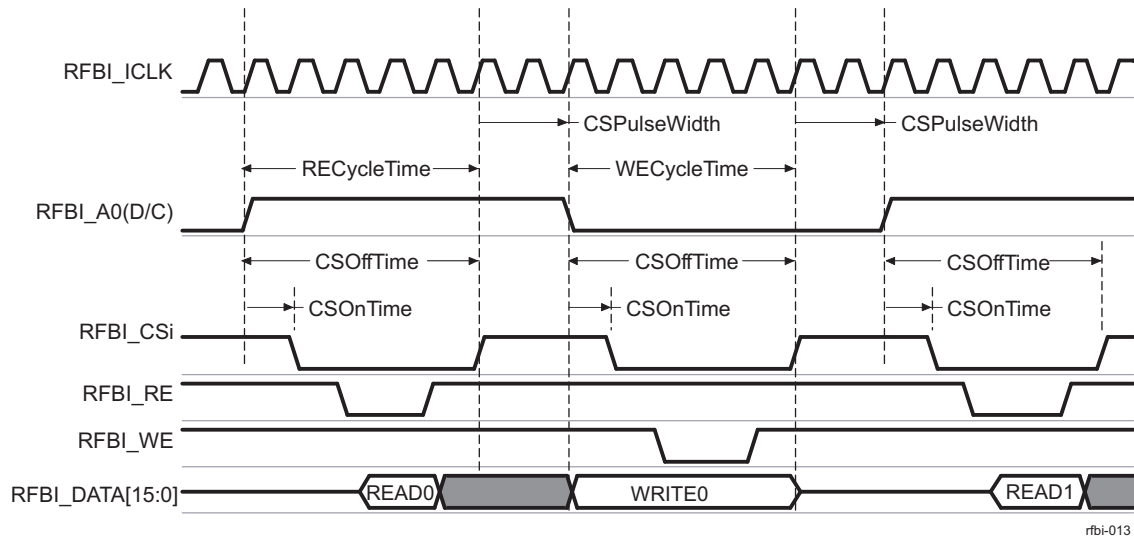 RFBI_ICLK
CSPulseWidth CSPulseWidth
RECycleTime WECycleTime
RFBI_A0(D/C)
CSOffTime CSOffTime CSOffTime
CSOnTime CSOnTime CSOnTime
RFBI_CSi
RFBI_RE
RFBI_WE
RFBI_DATA[15:0] READ0 WRITE0 READ1
rfbi-013